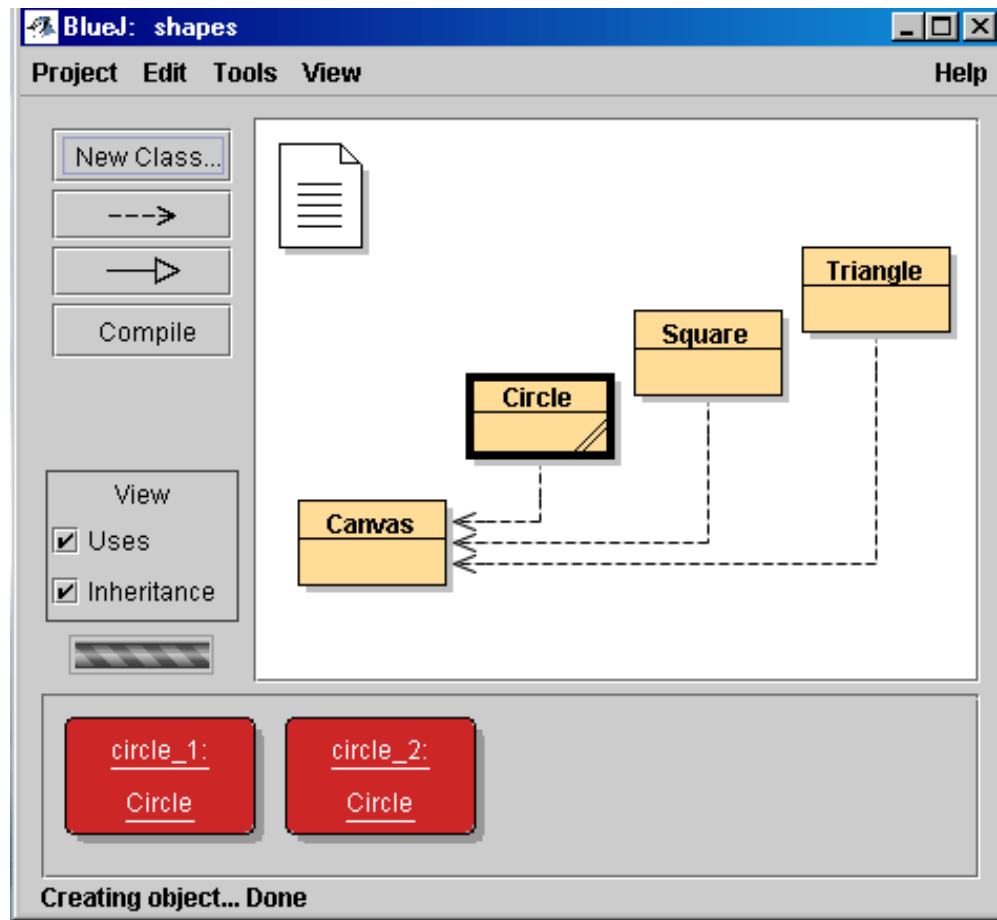 BlueJ: shapes
Project Edit Tools View Help
New Class...
Compile
Triangle
Square
Circle
Canvas
View
Uses
Inheritance
circle_1:
Circle
circle_2:
Circle
Creating object... Done